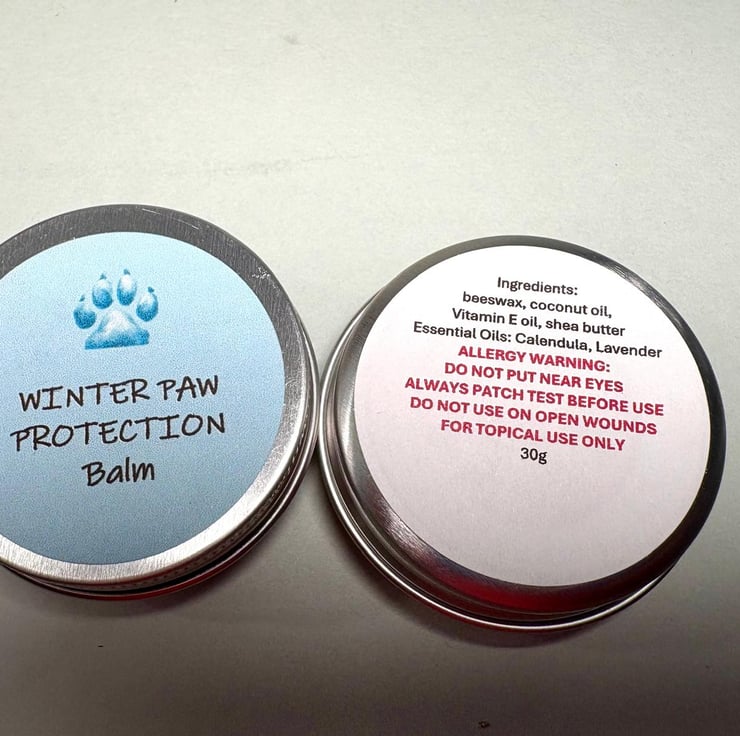 WINTER PAW
PROTECTION
Balm
Ingredients:
beeswax, coconut oil,
Vitamin E oil, shea butter
Essential Oils: Calendula, Lavender
ALLERGY WARNING:
DO NOT PUT NEAR EYES
ALWAYS PATCH TEST BEFORE USE
DO NOT USE ON OPEN WOUNDS
FOR TOPICAL USE ONLY
30g